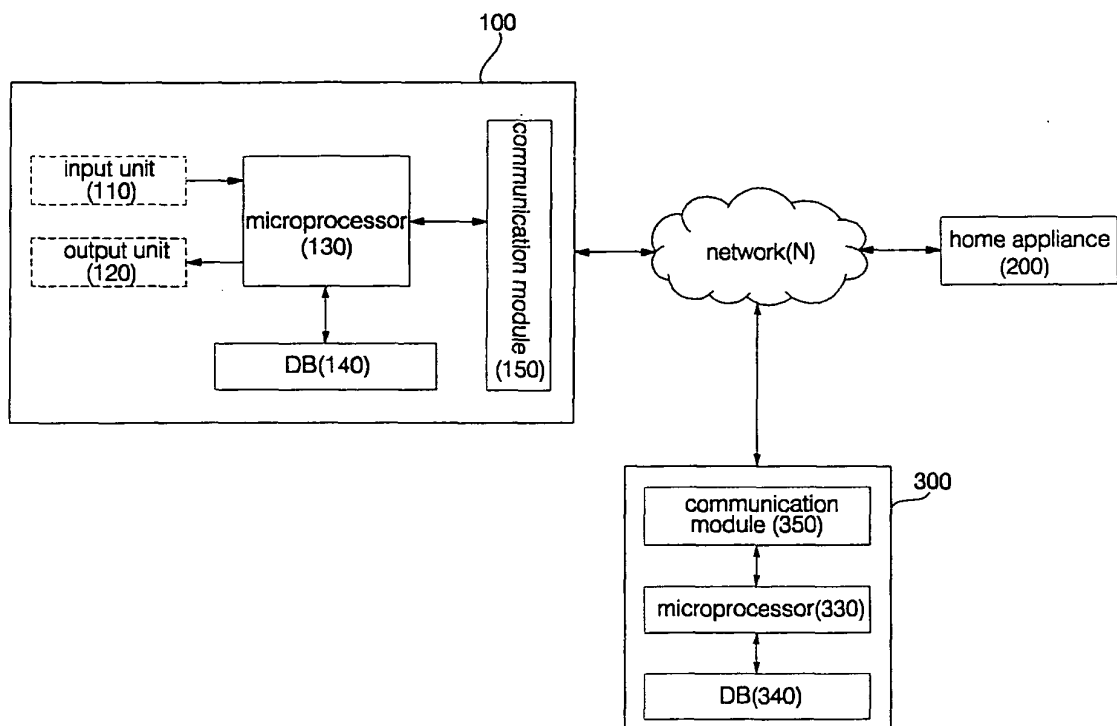 100
input unit
(110)
output unit
(120)
microprocessor
(130)
DB(140)
communication module
(150)
network(N)
home appliance
(200)
300
communication
module (350)
microprocessor(330)
DB(340)